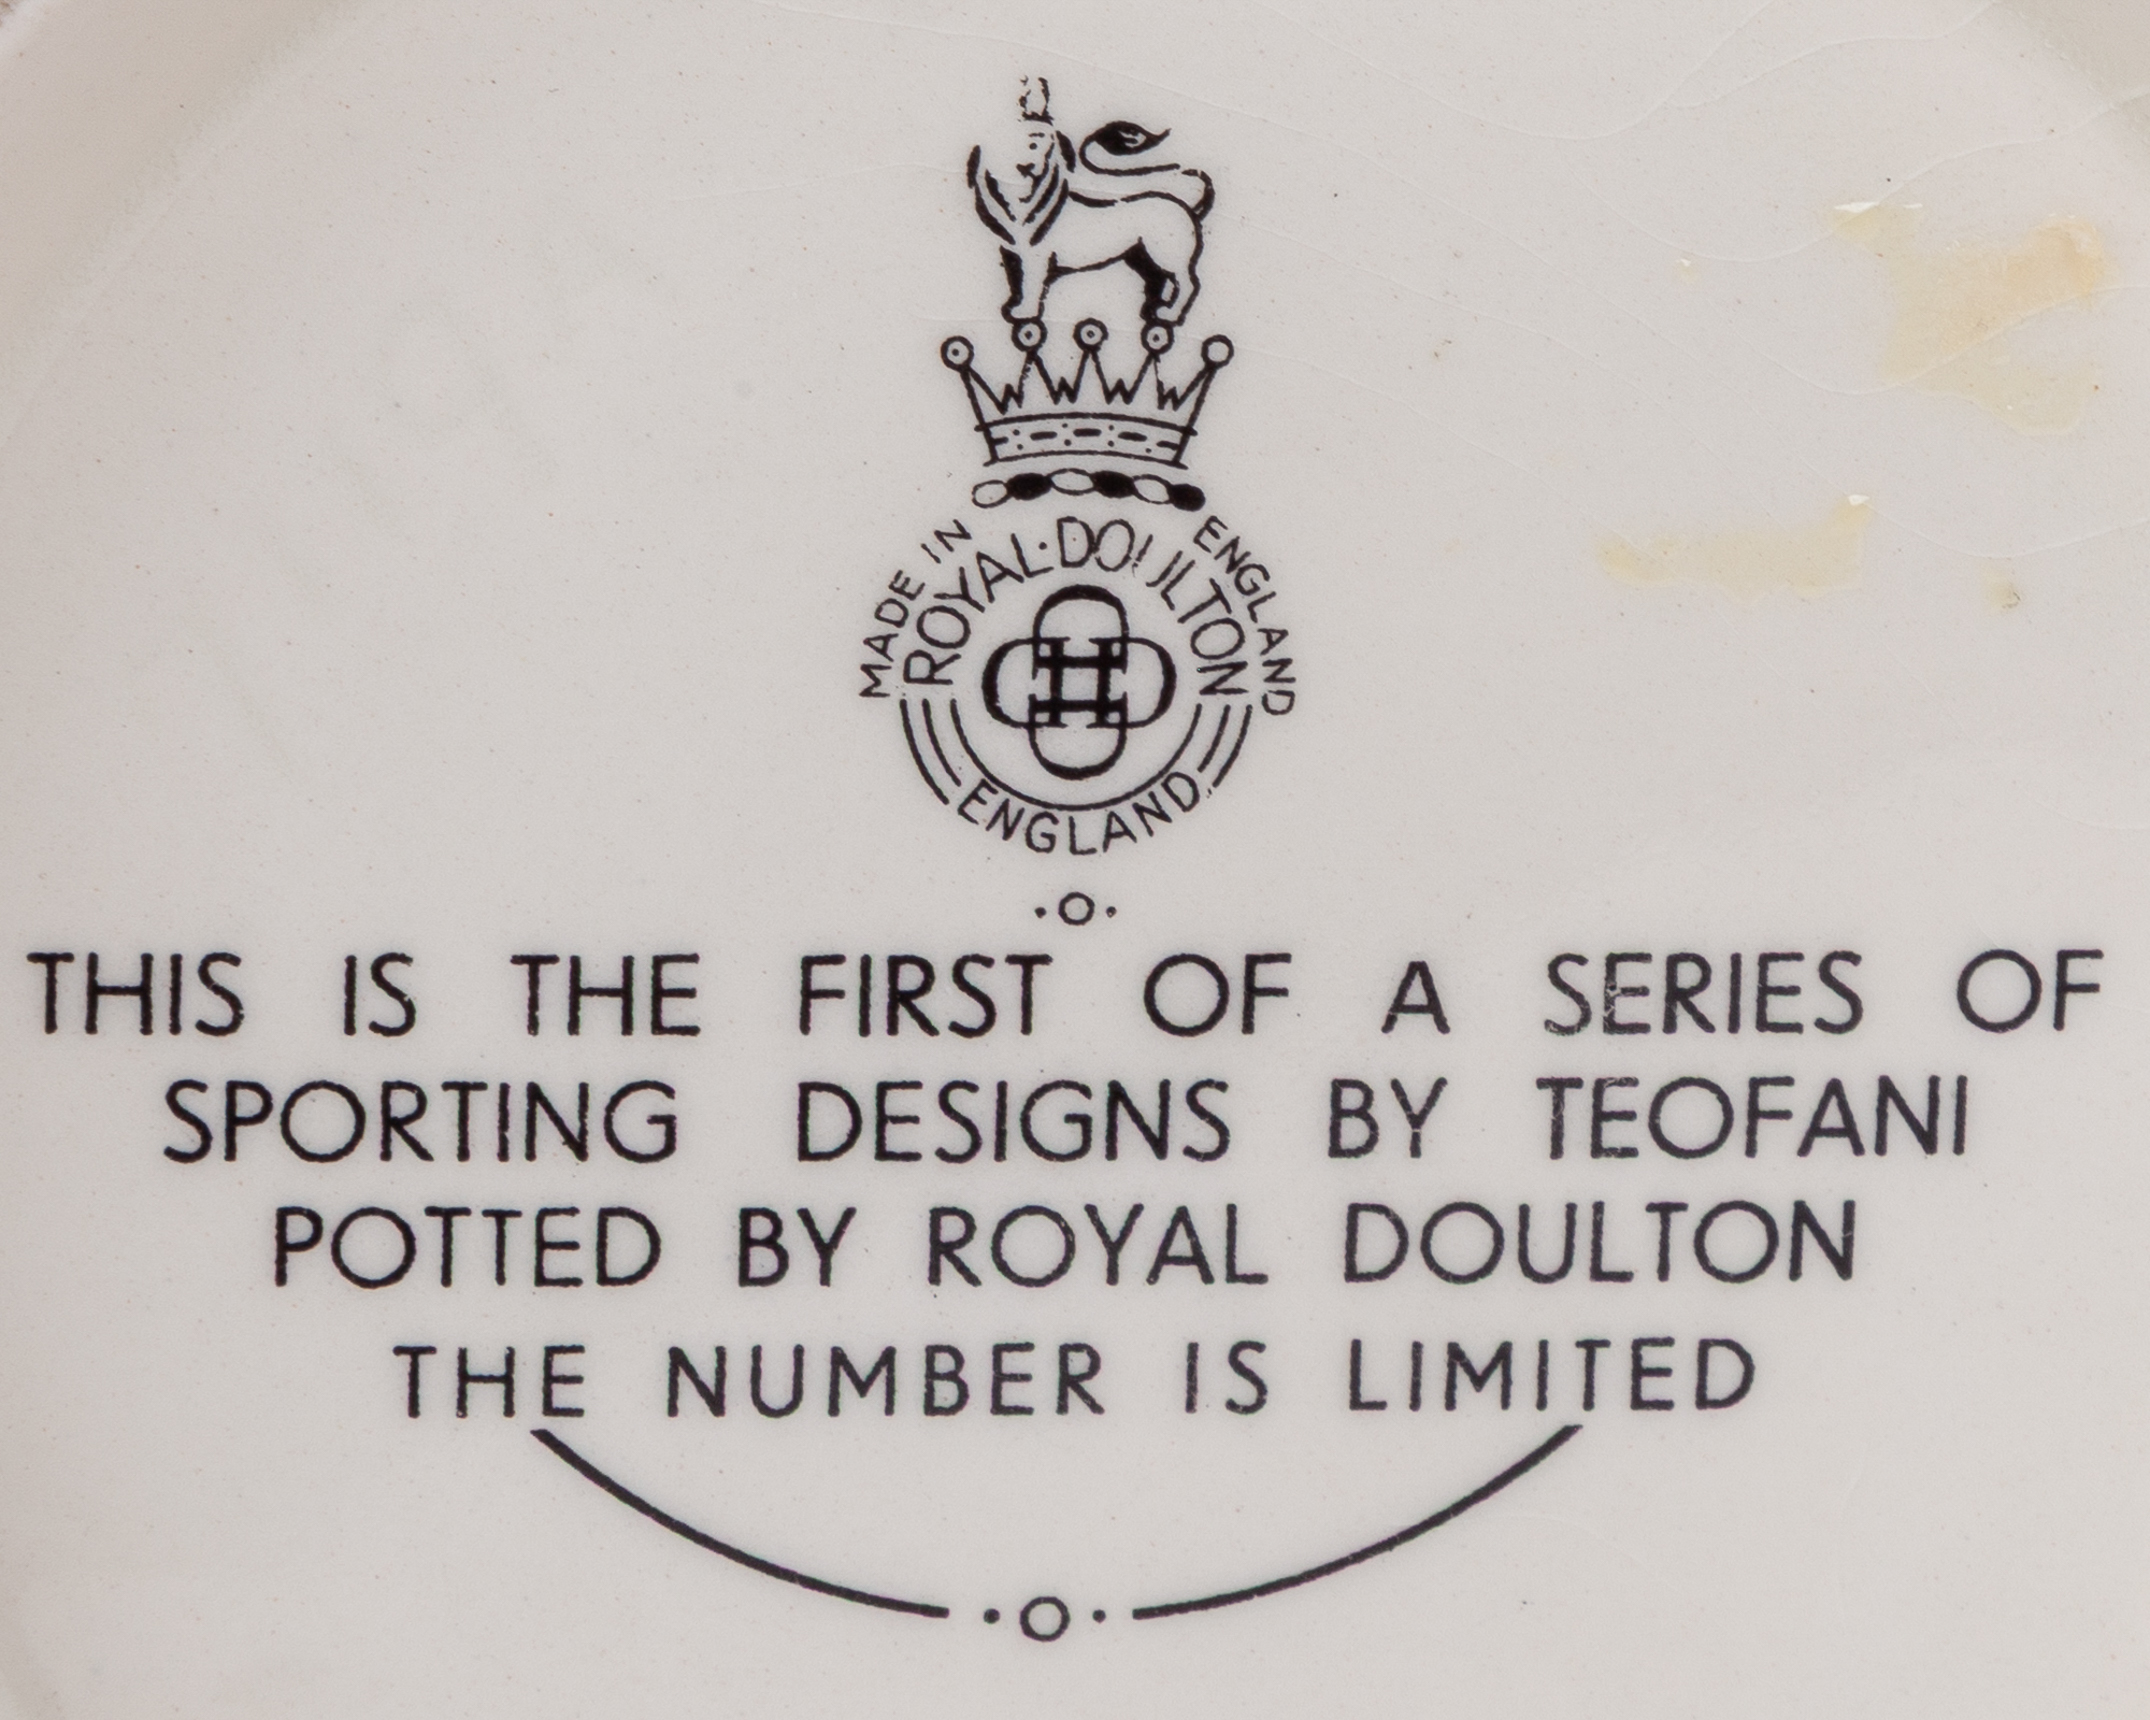 MADE IN ENGLAND
ROYAL·DOULTON
ENGLAND
THIS IS THE FIRST OF A SERIES OF
SPORTING DESIGNS BY TEOFANI
POTTED BY ROYAL DOULTON
THE NUMBER IS LIMITED